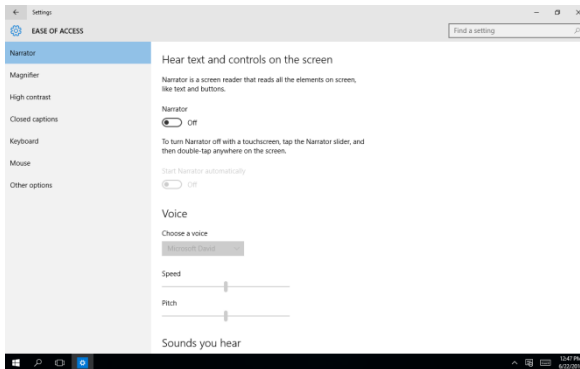 Settings
EASE OF ACCESS
Find a setting
Narrator
Magnifier
High contrast
Closed captions
Keyboard
Mouse
Other options
Hear text and controls on the screen
Narrator is a screen reader that reads all the elements on screen,
like text and buttons.
Narrator
Off
To turn Narrator off with a touchscreen, tap the Narrator slider, and
then double-tap anywhere on the screen.
Start Narrator automatically
Off
Voice
Choose a voice
Microsoft David
Speed
Pitch
Sounds you hear
12:47 PM